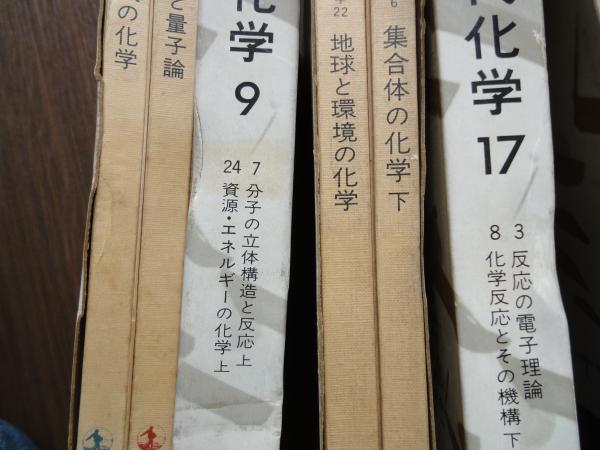 の化学
と量子論
化学
9
7 分子の立体構造と反応 上
24 資源・エネルギーの化学 上
22
地球と環境の化学
6
集合体の化学 下
化学
17
3 反応の電子理論
8 化学反応とその機構 下